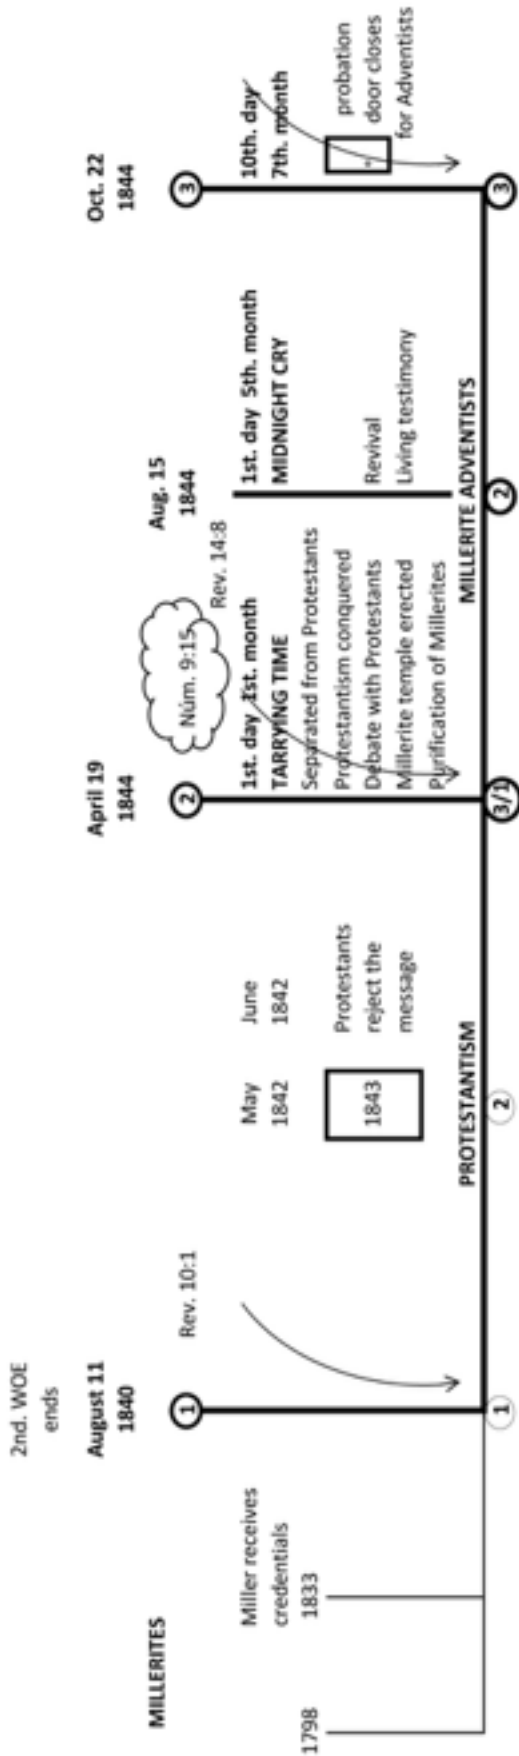 MILLERITES
1798
Miller receives
credentials
1833
2nd. WOE
ends
August 11
1840
1
Rev. 10:1
1
May
1842
June
1842
1843
Protestants
reject the
message
PROTESTANTISM
2
April 19
1844
2
Núm. 9:15
Rev. 14:8
1st. day 1st. month
TARRYING TIME
Separated from Protestants
Protestantism conquered
Debate with Protestants
Millerite temple erected
Purification of Millerites
3/1
Aug. 15
1844
1st. day 5th. month
MIDNIGHT CRY
Revival
Living testimony
MILLERITE ADVENTISTS
2
Oct. 22
1844
3
10th. day
7th. month
probation
door closes
for Adventists
3